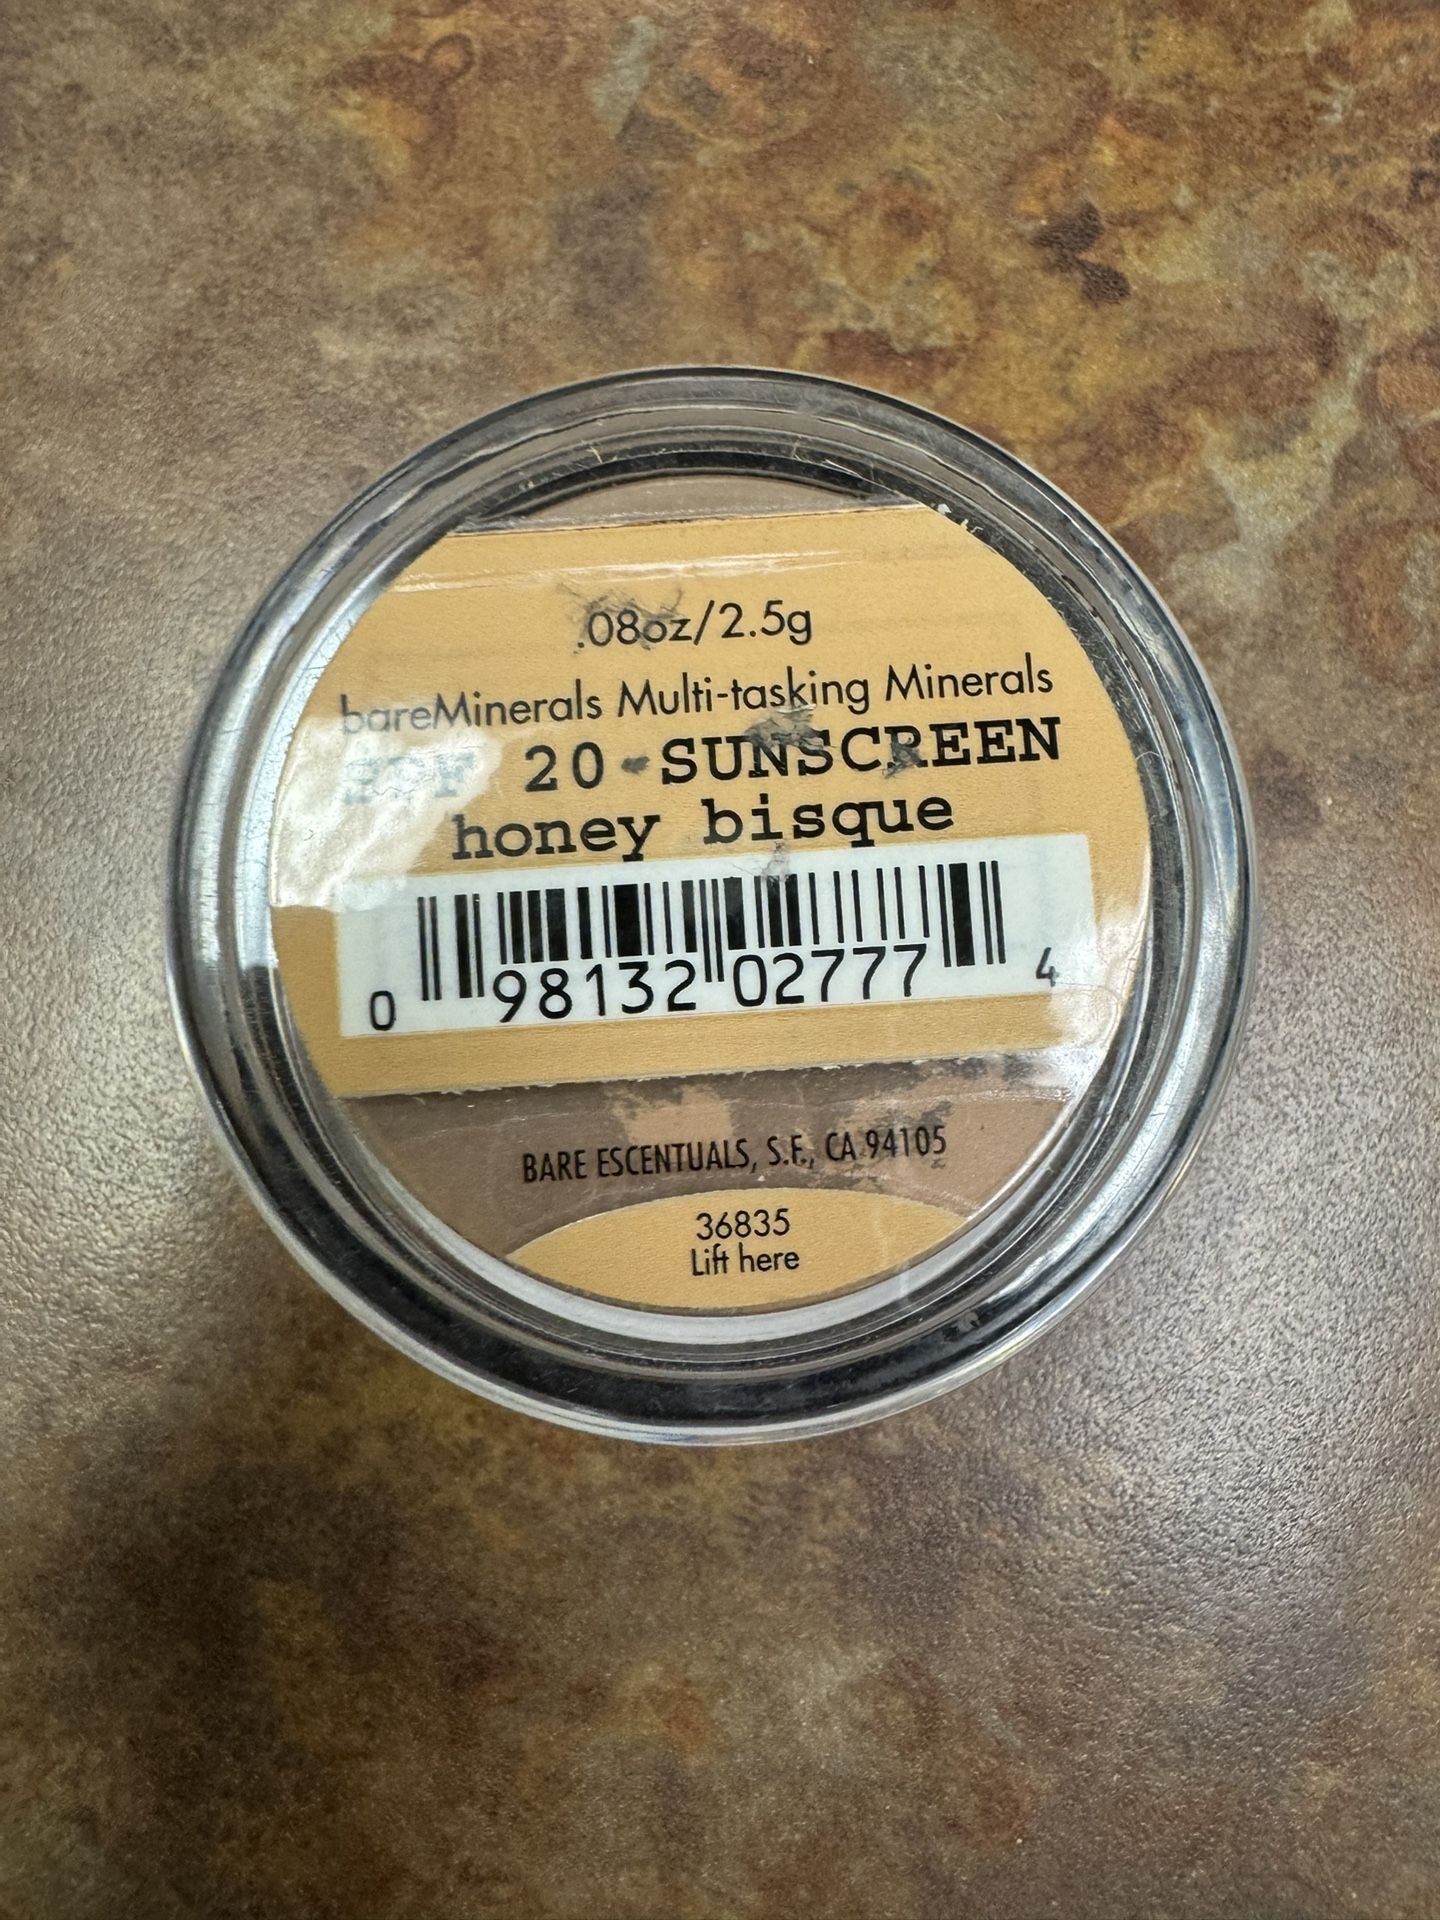 .08oz/2.5g
bareMinerals Multi-tasking Minerals
SPF 20 - SUNSCREEN
honey bisque
0 98132 02777 4
BARE ESCENTUALS, S.F., CA 94105
36835
Lift here